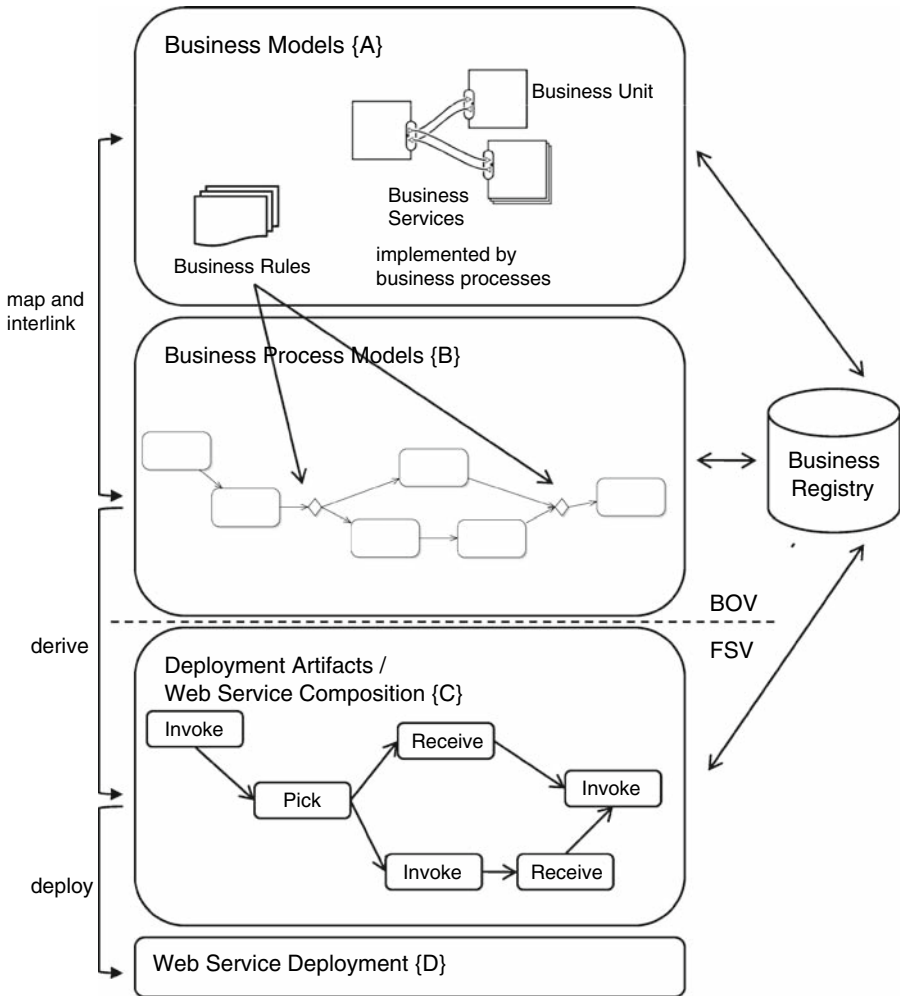 Business Models {A}
Business Unit
Business
Services
implemented by
business processes
Business Rules
map and
interlink
Business Process Models {B}
Business
Registry
BOV
FSV
derive
Deployment Artifacts /
Web Service Composition {C}
Invoke
Receive
Pick
Invoke
Invoke
Receive
deploy
Web Service Deployment {D}